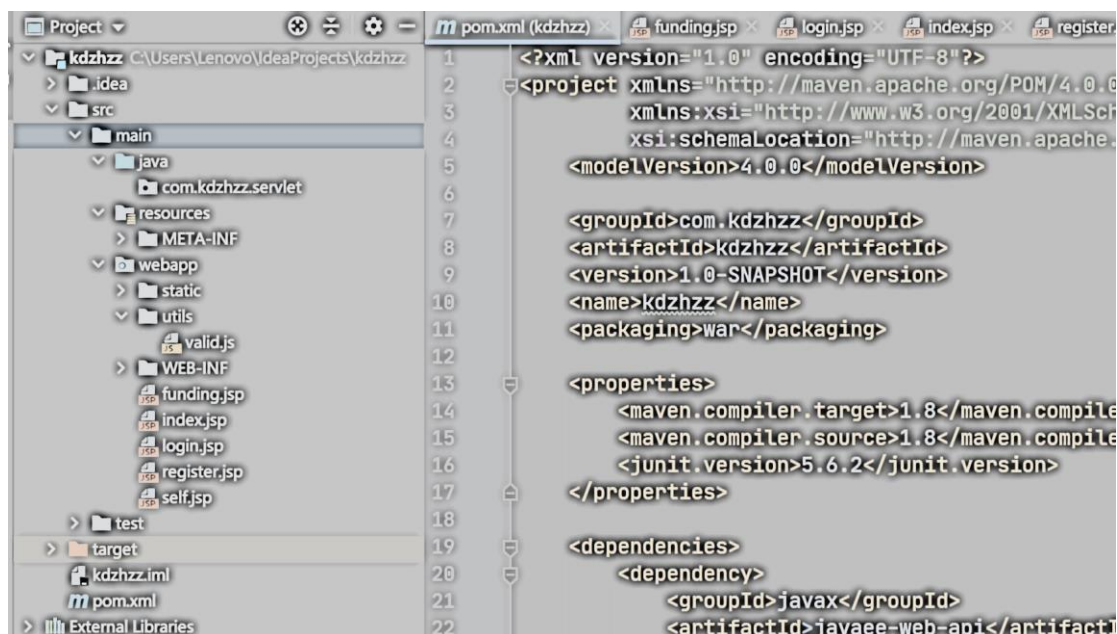 Project
kdzhzz C:\Users\Lenovo\IdeaProjects\kdzhzz
.idea
src
main
java
com.kdzhzz.servlet
resources
META-INF
webapp
static
utils
valid.js
WEB-INF
funding.jsp
index.jsp
login.jsp
register.jsp
self.jsp
test
target
kdzhzz.iml
pom.xml
External Libraries
pom.xml (kdzhzz) funding.jsp login.jsp index.jsp register.
1 <?xml version="1.0" encoding="UTF-8"?>
2 <project xmlns="http://maven.apache.org/POM/4.0.0
3 xmlns:xsi="http://www.w3.org/2001/XMLSch
4 xsi:schemaLocation="http://maven.apache.
5 <modelVersion>4.0.0</modelVersion>
6
7 <groupId>com.kdzhzz</groupId>
8 <artifactId>kdzhzz</artifactId>
9 <version>1.0-SNAPSHOT</version>
10 <name>kdzhzz</name>
11 <packaging>war</packaging>
12
13 <properties>
14 <maven.compiler.target>1.8</maven.compile
15 <maven.compiler.source>1.8</maven.compile
16 <junit.version>5.6.2</junit.version>
17 </properties>
18
19 <dependencies>
20 <dependency>
21 <groupId>javax</groupId>
22 <artifactId>javaee-web-api</artifactI